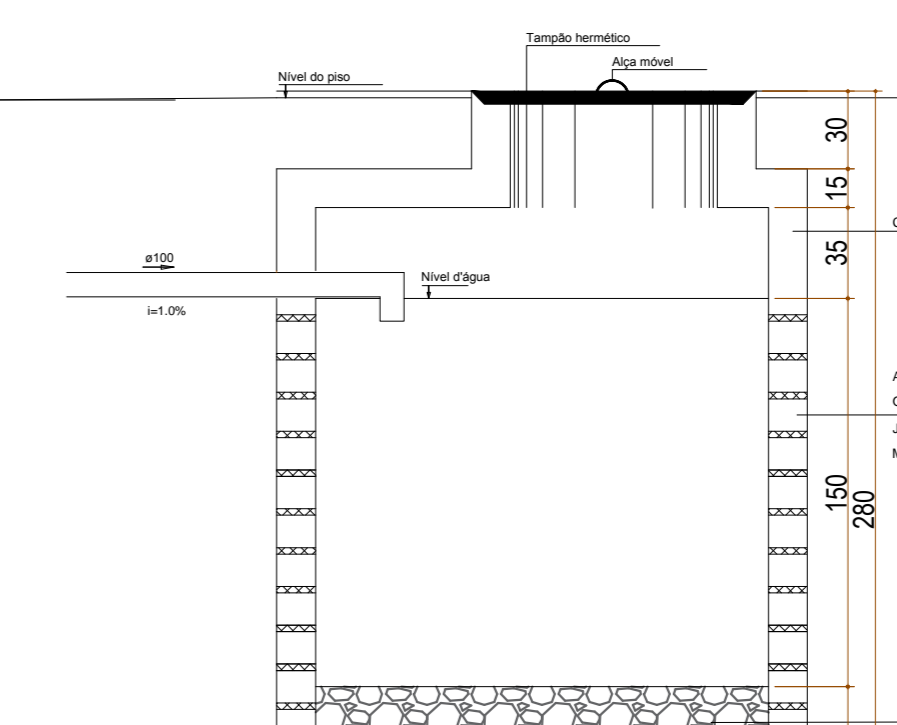 Tampão hermético
Alça móvel
Nível do piso
30
15
35
ø100
Nível d'água
i=1.0%
150
280